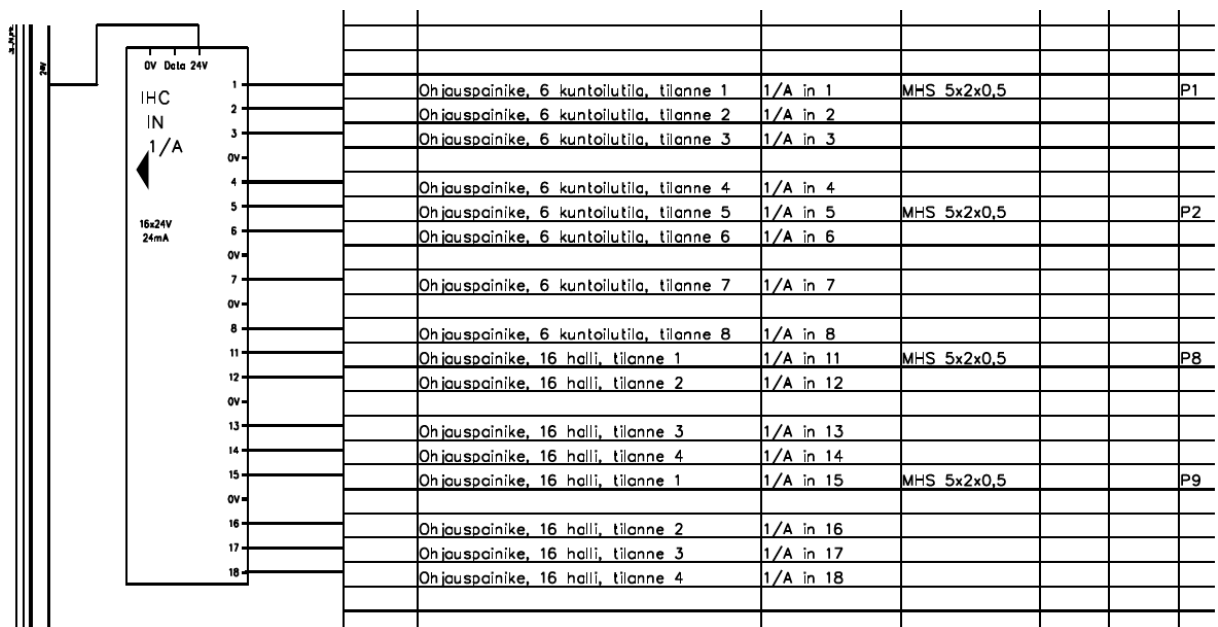 24V
0V Data 24V
IHC
IN
1/A
16x24V
24mA
1 Ohjauspainike, 6 kuntoilutila, tilanne 1 1/A in 1 MHS 5x2x0,5 P1
2 Ohjauspainike, 6 kuntoilutila, tilanne 2 1/A in 2
3 Ohjauspainike, 6 kuntoilutila, tilanne 3 1/A in 3
0V
4 Ohjauspainike, 6 kuntoilutila, tilanne 4 1/A in 4
5 Ohjauspainike, 6 kuntoilutila, tilanne 5 1/A in 5 MHS 5x2x0,5 P2
6 Ohjauspainike, 6 kuntoilutila, tilanne 6 1/A in 6
0V
7 Ohjauspainike, 6 kuntoilutila, tilanne 7 1/A in 7
0V
8 Ohjauspainike, 6 kuntoilutila, tilanne 8 1/A in 8
11 Ohjauspainike, 16 halli, tilanne 1 1/A in 11 MHS 5x2x0,5 P8
12 Ohjauspainike, 16 halli, tilanne 2 1/A in 12
0V
13 Ohjauspainike, 16 halli, tilanne 3 1/A in 13
14 Ohjauspainike, 16 halli, tilanne 4 1/A in 14
15 Ohjauspainike, 16 halli, tilanne 1 1/A in 15 MHS 5x2x0,5 P9
0V
16 Ohjauspainike, 16 halli, tilanne 2 1/A in 16
17 Ohjauspainike, 16 halli, tilanne 3 1/A in 17
18 Ohjauspainike, 16 halli, tilanne 4 1/A in 18